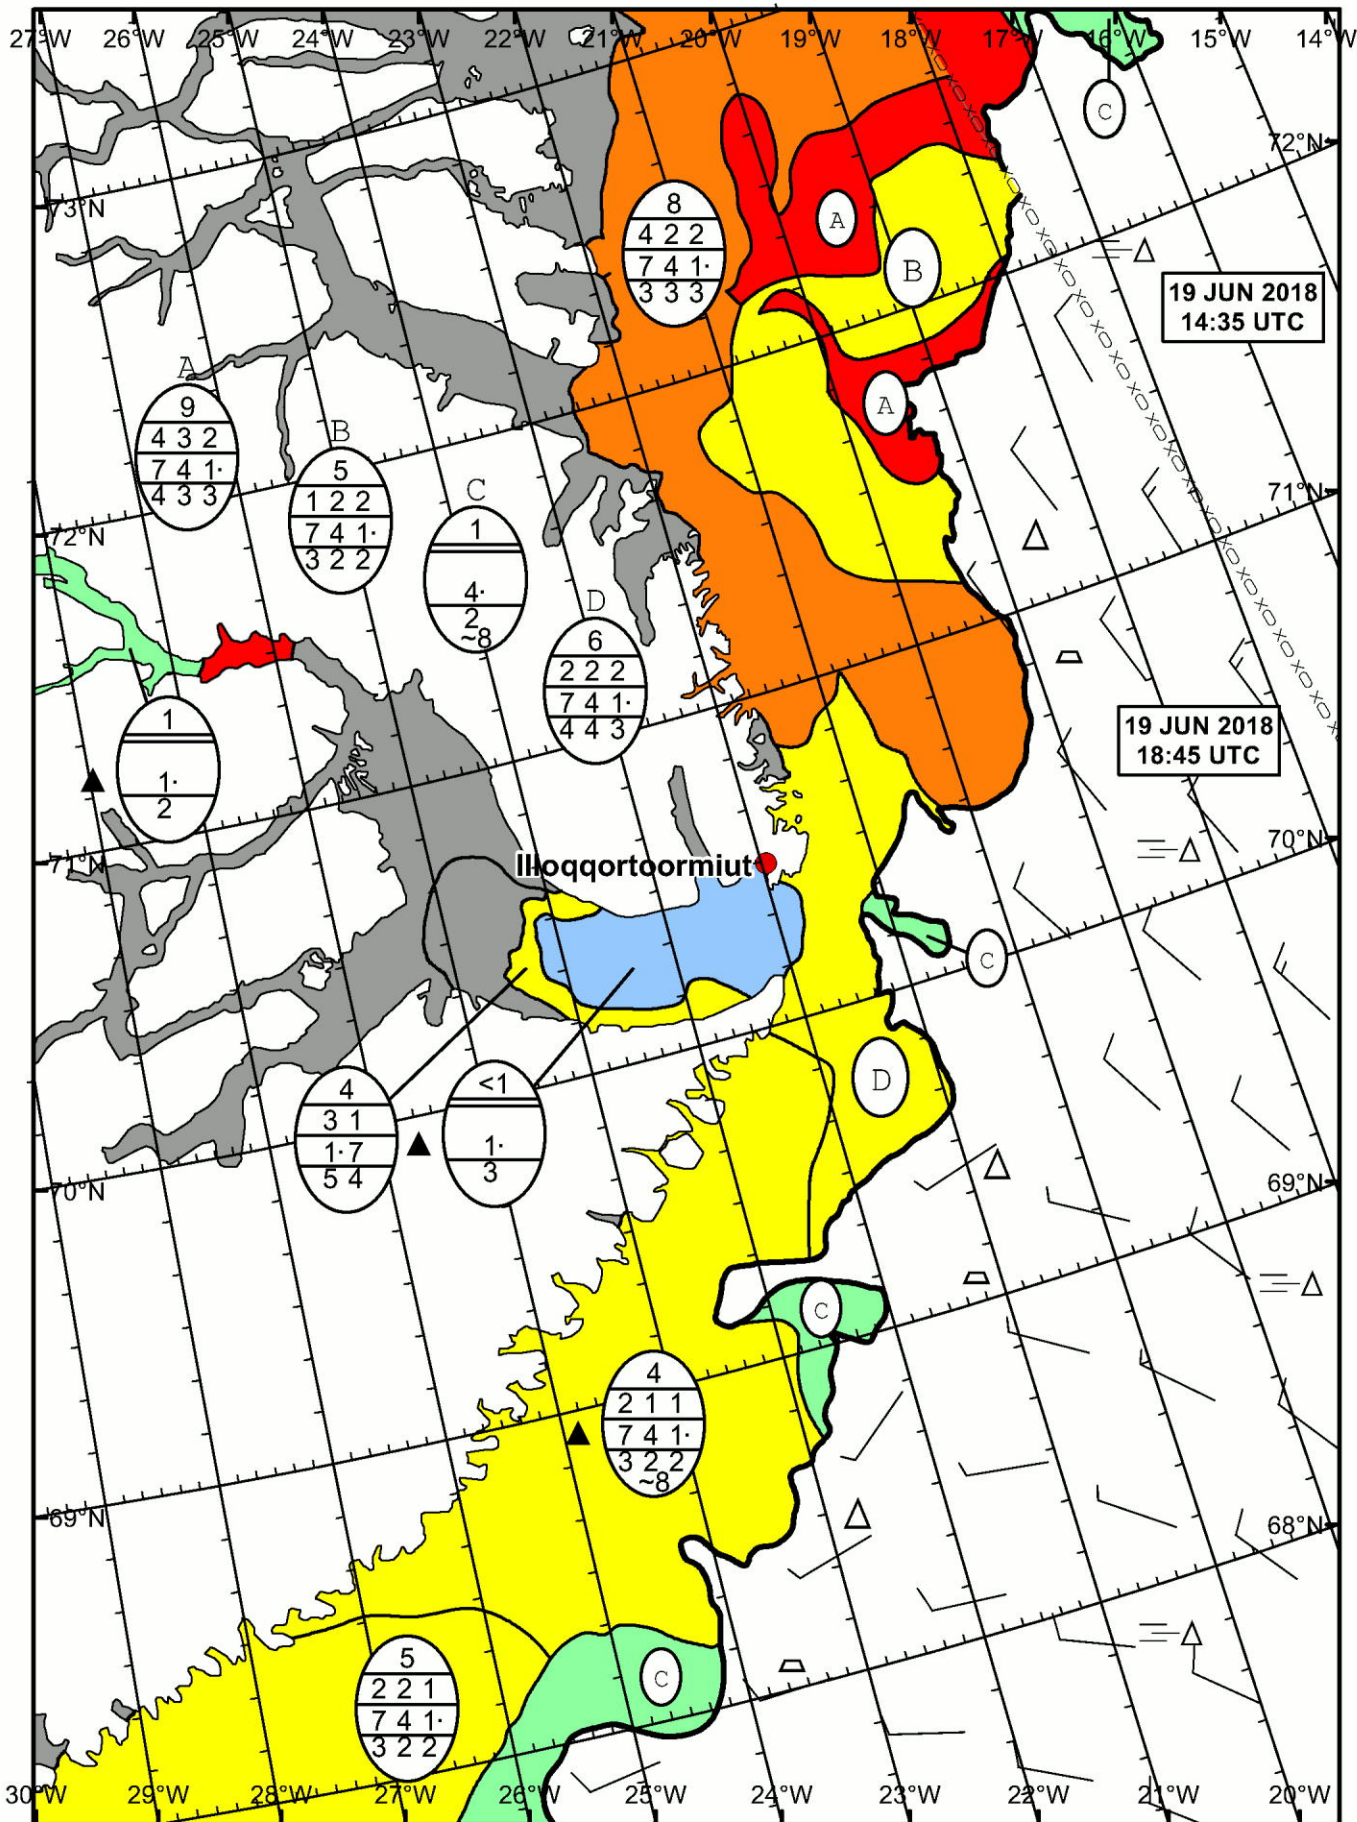 27°W 26°W 25°W 24°W 23°W 22°W 21°W 20°W 19°W 18°W 17°W 16°W 15°W 14°W
C
72°N
73°N
8
4 2 2
7 4 1·
3 3 3
A
B
19 JUN 2018
14:35 UTC
A
9
4 3 2
7 4 1·
4 3 3
A
B
5
1 2 2
7 4 1·
3 2 2
C
1
4·
2
~8
71°N
72°N
D
6
2 2 2
7 4 1·
4 4 3
1
1·
2
19 JUN 2018
18:45 UTC
70°N
71°N
Illoqqortoormiut
C
4
3 1
1·7
5 4
<1
1·
3
D
70°N
69°N
C
4
2 1 1
7 4 1·
3 2 2
~8
69°N
68°N
5
2 2 1
7 4 1·
3 2 2
C
30°W 29°W 28°W 27°W 26°W 25°W 24°W 23°W 22°W 21°W 20°W